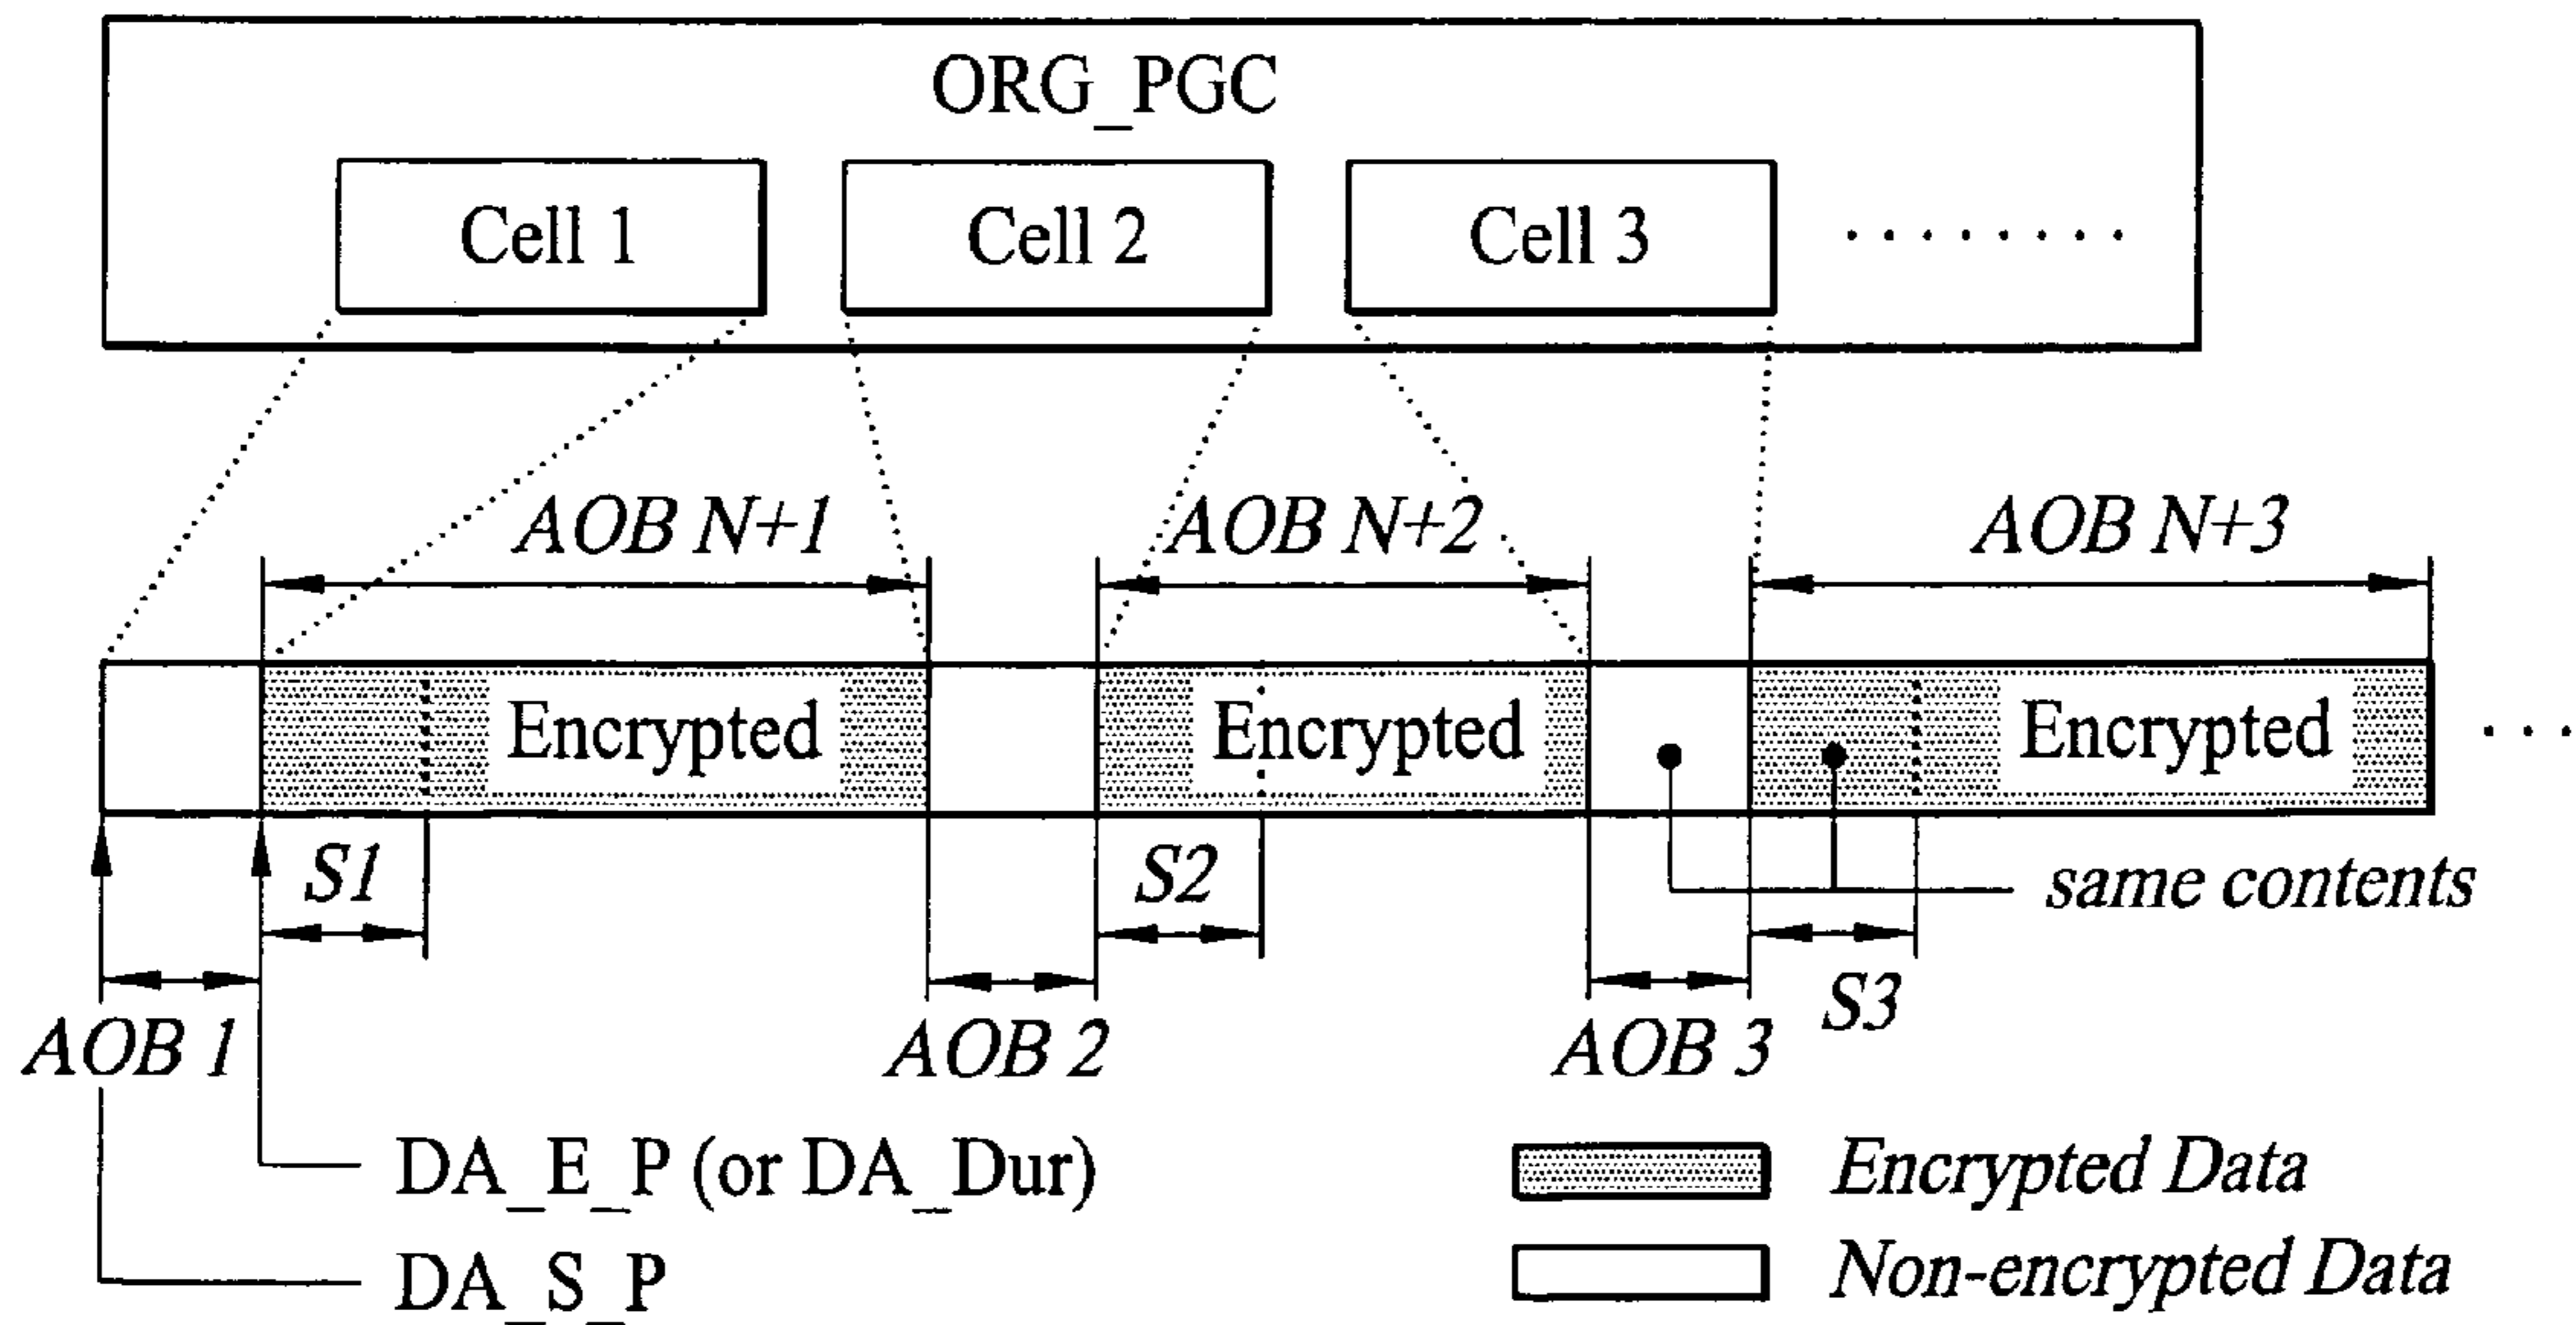 ORG_PGC
Cell 1
Cell 2
Cell 3
. . . . . . . .
AOB N+1
AOB N+2
AOB N+3
Encrypted
Encrypted
Encrypted
. . .
S1
S2
same contents
S3
AOB 1
AOB 2
AOB 3
DA_E_P (or DA_Dur)
Encrypted Data
DA_S_P
Non-encrypted Data